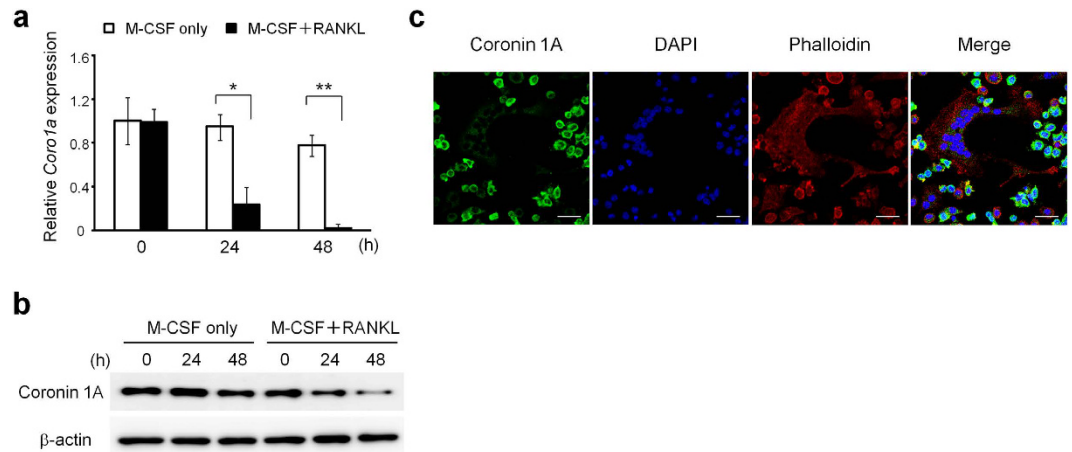 a
M-CSF only M-CSF+RANKL
Relative Coro1a expression
1.6
1.2
0.8
0.4
0
* **
0 24 48 (h)
b
M-CSF only M-CSF+RANKL
(h) 0 24 48 0 24 48
Coronin 1A
β-actin
c
Coronin 1A DAPI Phalloidin Merge